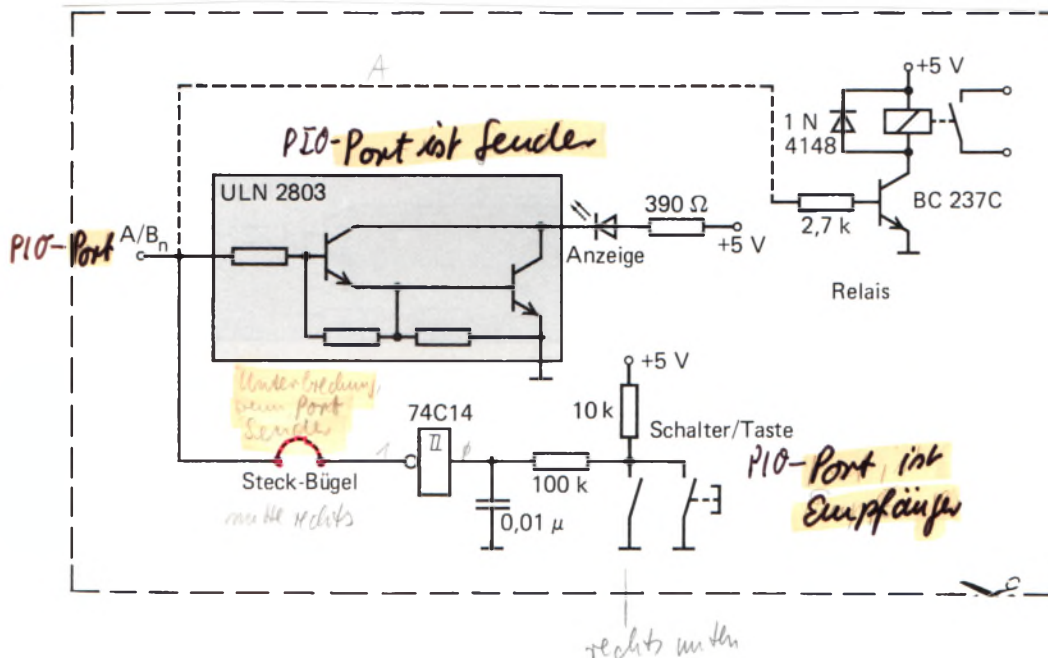 A
+5 V
1 N
4148
PIO-Port ist Sender
ULN 2803
390 Ω
BC 237C
2,7 k
PIO-Port
A/Bn
Anzeige
+5 V
Relais
+5 V
Unterbrechung,
wenn Port
Sender
74C14
10 k
Schalter/Taste
1
PIO-Port ist
Empfänger
Steck-Bügel
100 k
mitte rechts
0,01 µ
rechts unten